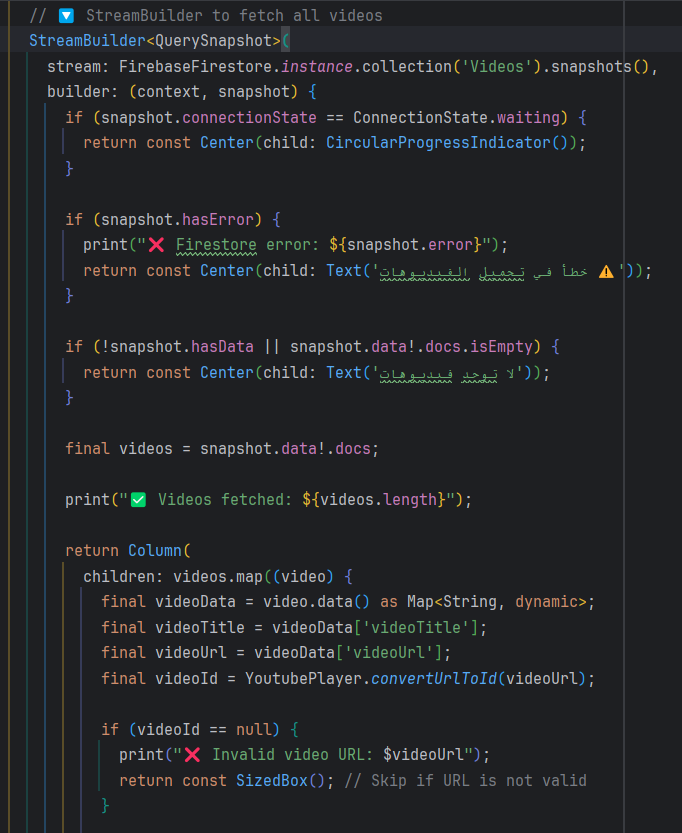 // 🔽 StreamBuilder to fetch all videos
StreamBuilder<QuerySnapshot>(
stream: FirebaseFirestore.instance.collection('Videos').snapshots(),
builder: (context, snapshot) {
if (snapshot.connectionState == ConnectionState.waiting) {
return const Center(child: CircularProgressIndicator());
}
if (snapshot.hasError) {
print("❌ Firestore error: ${snapshot.error}");
return const Center(child: Text('خطأ في تحميل الفيديوهات ⚠️'));
}
if (!snapshot.hasData || snapshot.data!.docs.isEmpty) {
return const Center(child: Text('لا توجد فيديوهات'));
}
final videos = snapshot.data!.docs;
print("✅ Videos fetched: ${videos.length}");
return Column(
children: videos.map((video) {
final videoData = video.data() as Map<String, dynamic>;
final videoTitle = videoData['videoTitle'];
final videoUrl = videoData['videoUrl'];
final videoId = YoutubePlayer.convertUrlToId(videoUrl);
if (videoId == null) {
print("❌ Invalid video URL: $videoUrl");
return const SizedBox(); // Skip if URL is not valid
}